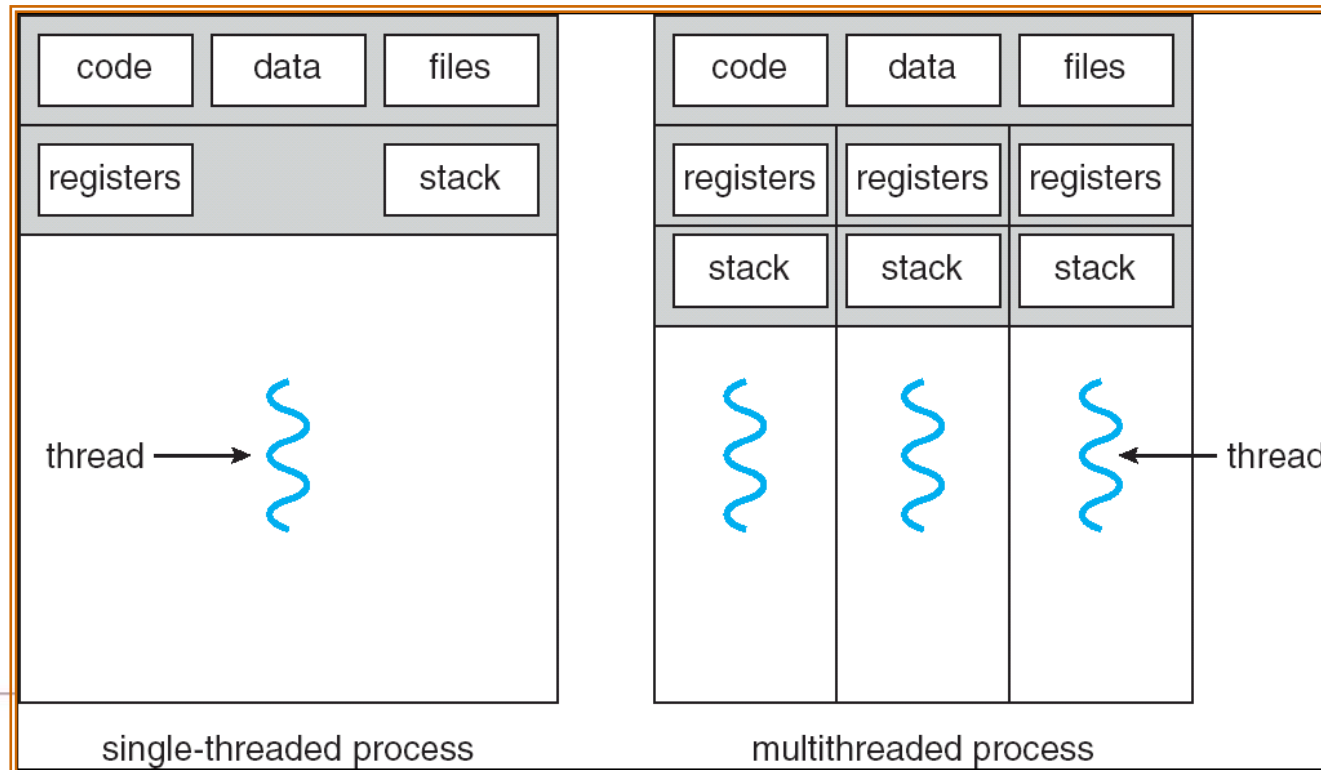 code data files
registers stack
thread
single-threaded process
code data files
registers registers registers
stack stack stack
thread
multithreaded process